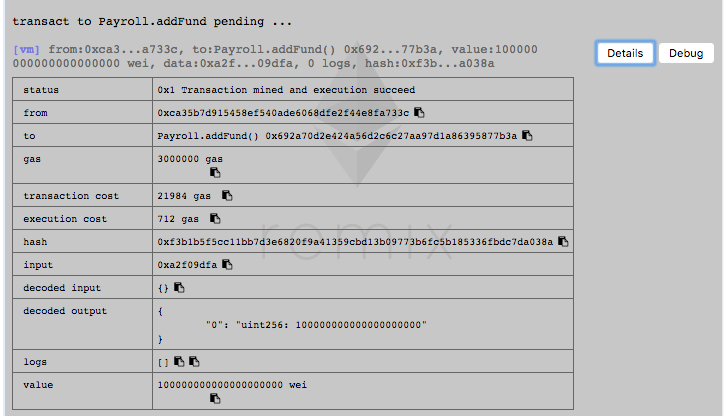 transact to Payroll.addFund pending ...
[vm] from:0xca3...a733c, to:Payroll.addFund() 0x692...77b3a, value:100000
000000000000000 wei, data:0xa2f...09dfa, 0 logs, hash:0xf3b...a038a
Details Debug
status 0x1 Transaction mined and execution succeed
from 0xca35b7d915458ef540ade6068dfe2f44e8fa733c
to Payroll.addFund() 0x692a70d2e424a56d2c6c27aa97d1a86395877b3a
gas 3000000 gas
transaction cost 21984 gas
execution cost 712 gas
hash 0xf3b1b5f5cc11bb7d3e6820f9a41359cbd13b09773b6fc5b185336fbdc7da038a
input 0xa2f09dfa
decoded input {}
decoded output {
"0": "uint256: 100000000000000000000"
}
logs []
value 100000000000000000000 wei
remix